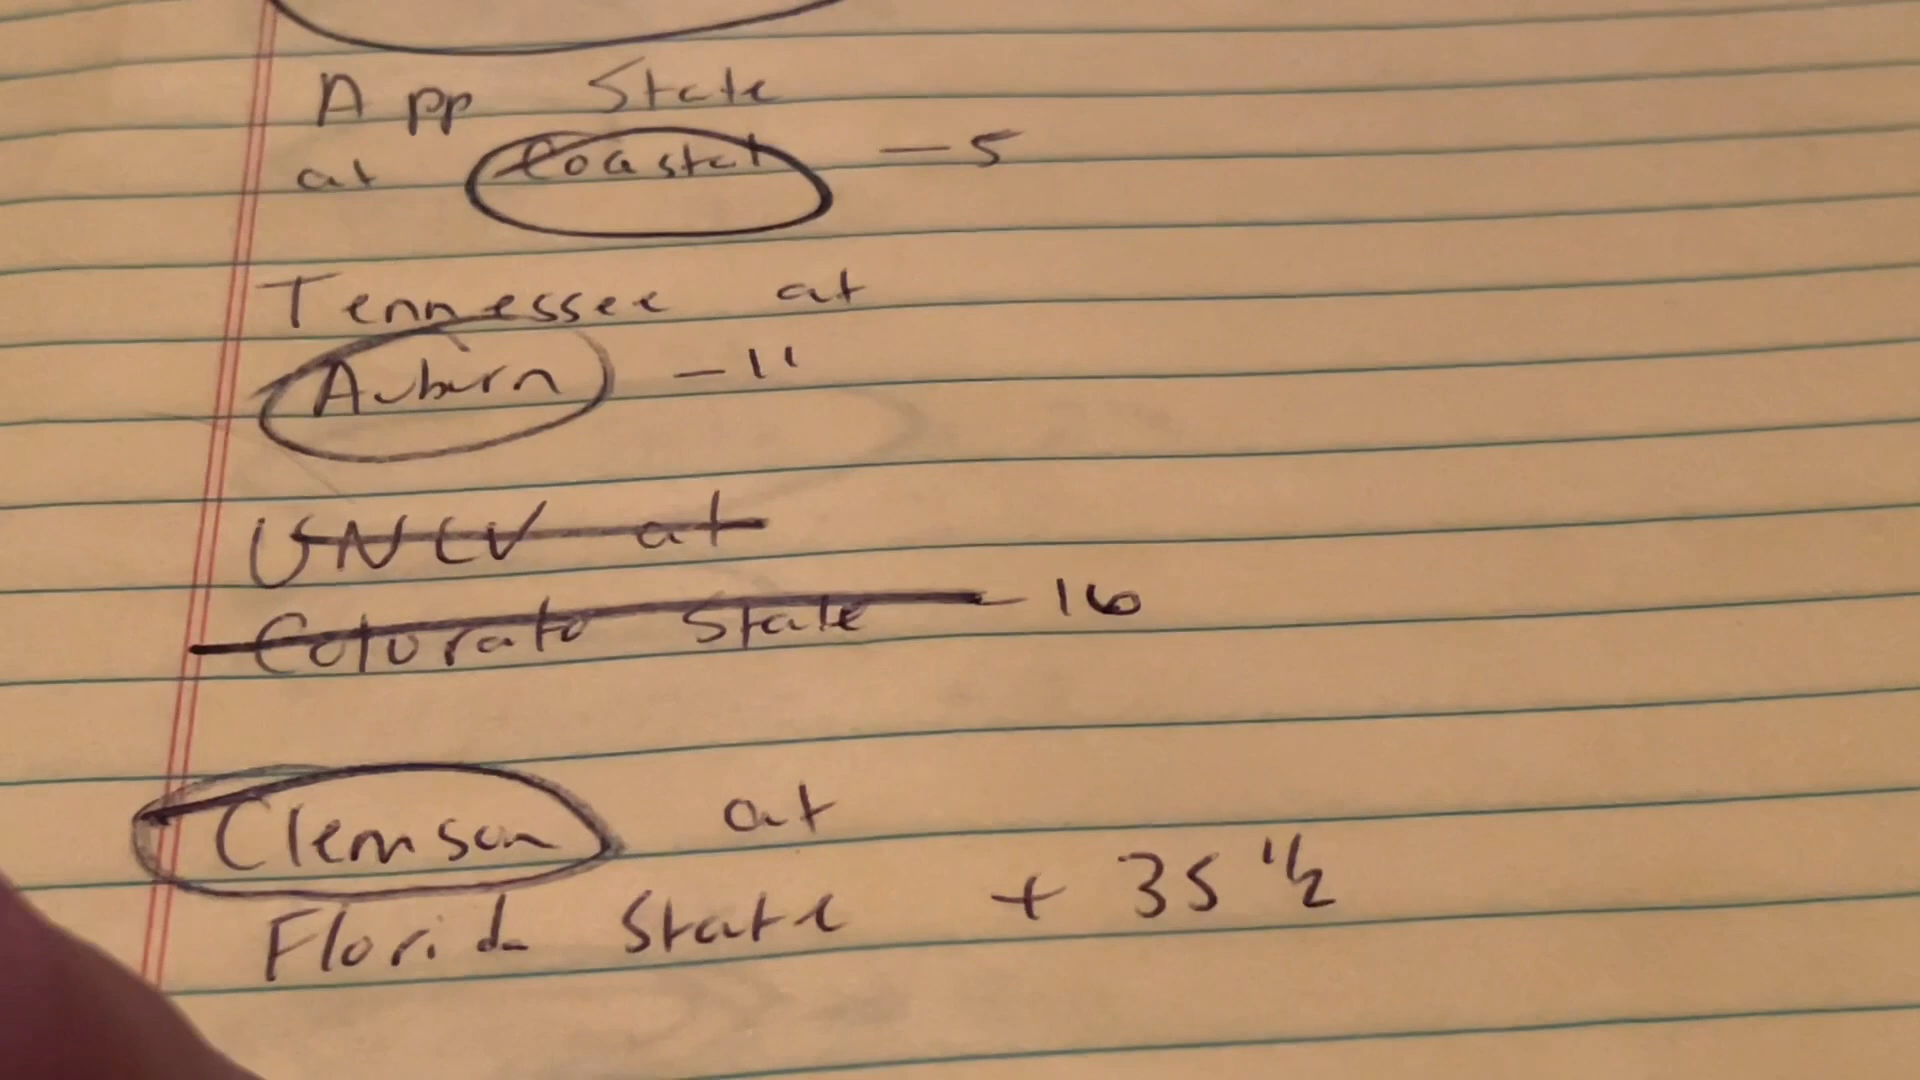 App State
at Coastal -5
Tennessee at
Auburn -11
UNLV at
Colorado State - 16
Clemson at
Florida State + 35 1/2